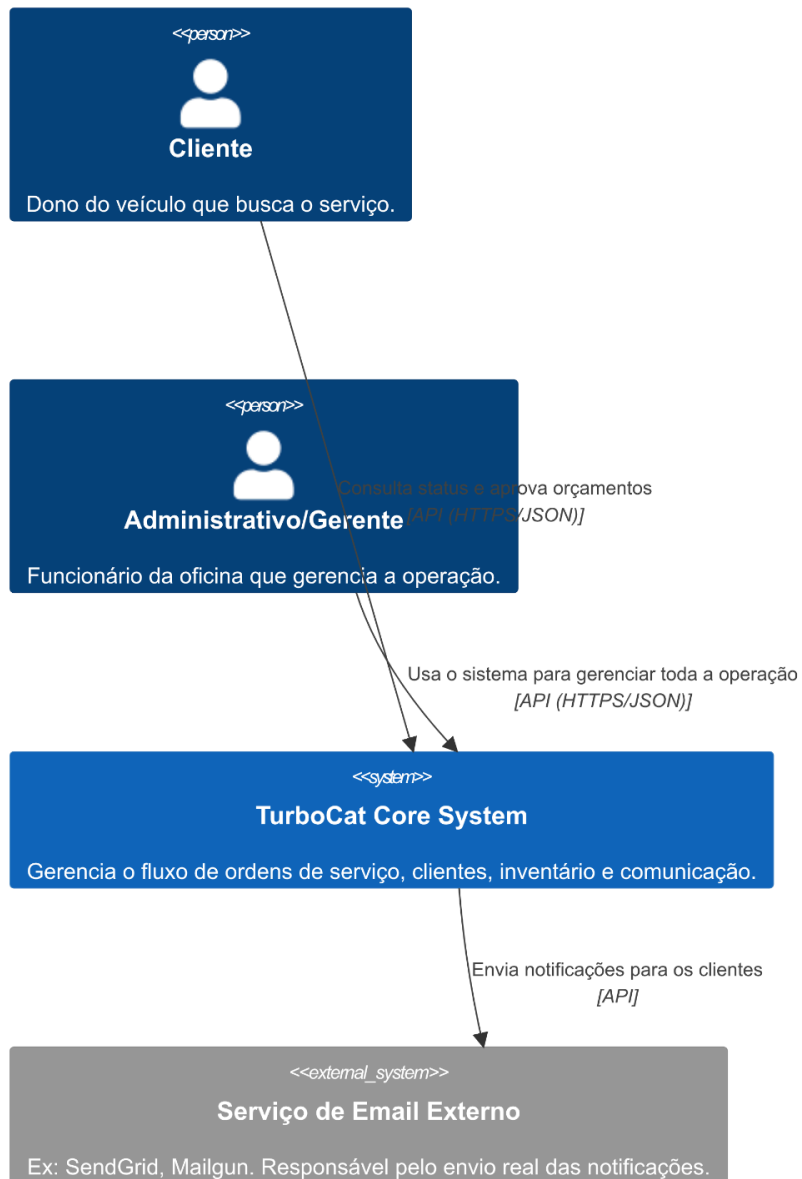 <<person>>
Cliente
Dono do veículo que busca o serviço.
<<person>>
Administrativo/Gerente
Funcionário da oficina que gerencia a operação.
Consulta status e aprova orçamentos
[API (HTTPS/JSON)]
Usa o sistema para gerenciar toda a operação
[API (HTTPS/JSON)]
<<system>>
TurboCat Core System
Gerencia o fluxo de ordens de serviço, clientes, inventário e comunicação.
Envia notificações para os clientes
[API]
<<external_system>>
Serviço de Email Externo
Ex: SendGrid, Mailgun. Responsável pelo envio real das notificações.